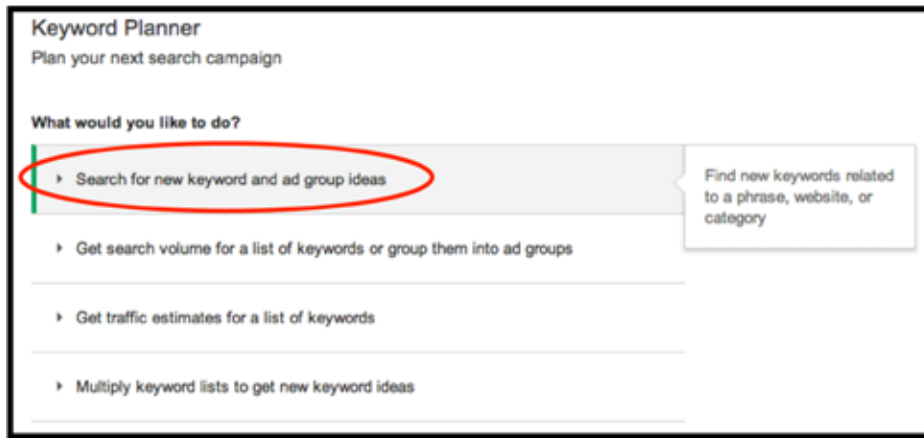 Keyword Planner
Plan your next search campaign
What would you like to do?
Search for new keyword and ad group ideas
Find new keywords related
to a phrase, website, or
category
Get search volume for a list of keywords or group them into ad groups
Get traffic estimates for a list of keywords
Multiply keyword lists to get new keyword ideas